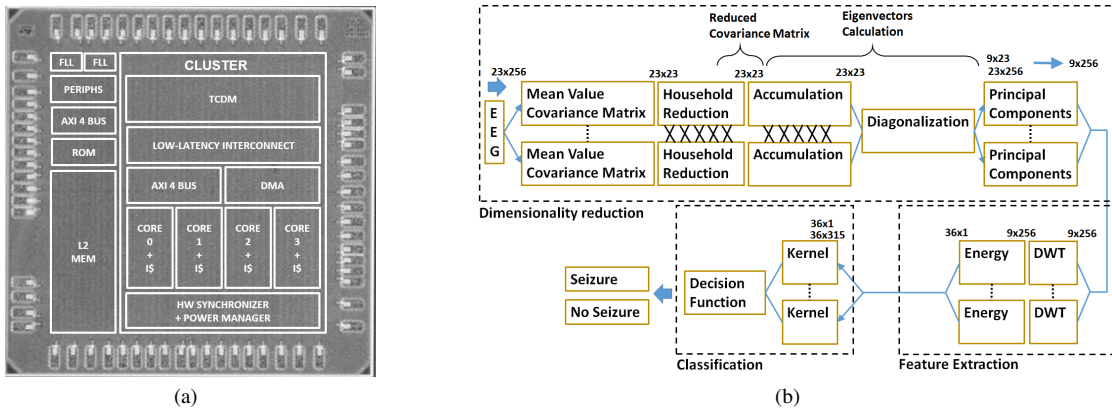 FLL
FLL
CLUSTER
PERIPHS
TCDM
AXI 4 BUS
ROM
LOW-LATENCY INTERCONNECT
AXI 4 BUS
DMA
L2
MEM
CORE
0
+
I$
CORE
1
+
I$
CORE
2
+
I$
CORE
3
+
I$
HW SYNCHRONIZER
+ POWER MANAGER
(a)
Reduced
Covariance Matrix
Eigenvectors
Calculation
23x256
23x23
23x23
23x23
9x23
23x256
9x256
E
E
G
Mean Value
Covariance Matrix
Household
Reduction
Accumulation
Diagonalization
Principal
Components
Mean Value
Covariance Matrix
Household
Reduction
Accumulation
Principal
Components
Dimensionality reduction
36x1
36x315
36x1
9x256
9x256
Seizure
No Seizure
Decision
Function
Kernel
Kernel
Energy
DWT
Energy
DWT
Classification
Feature Extraction
(b)